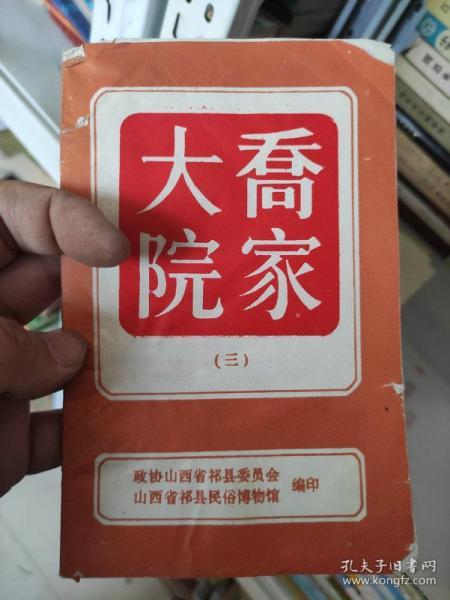 喬家
大院
(三)
政协山西省祁县委员会
山西省祁县民俗博物馆
编印
孔夫子旧书网
www.kongfz.com